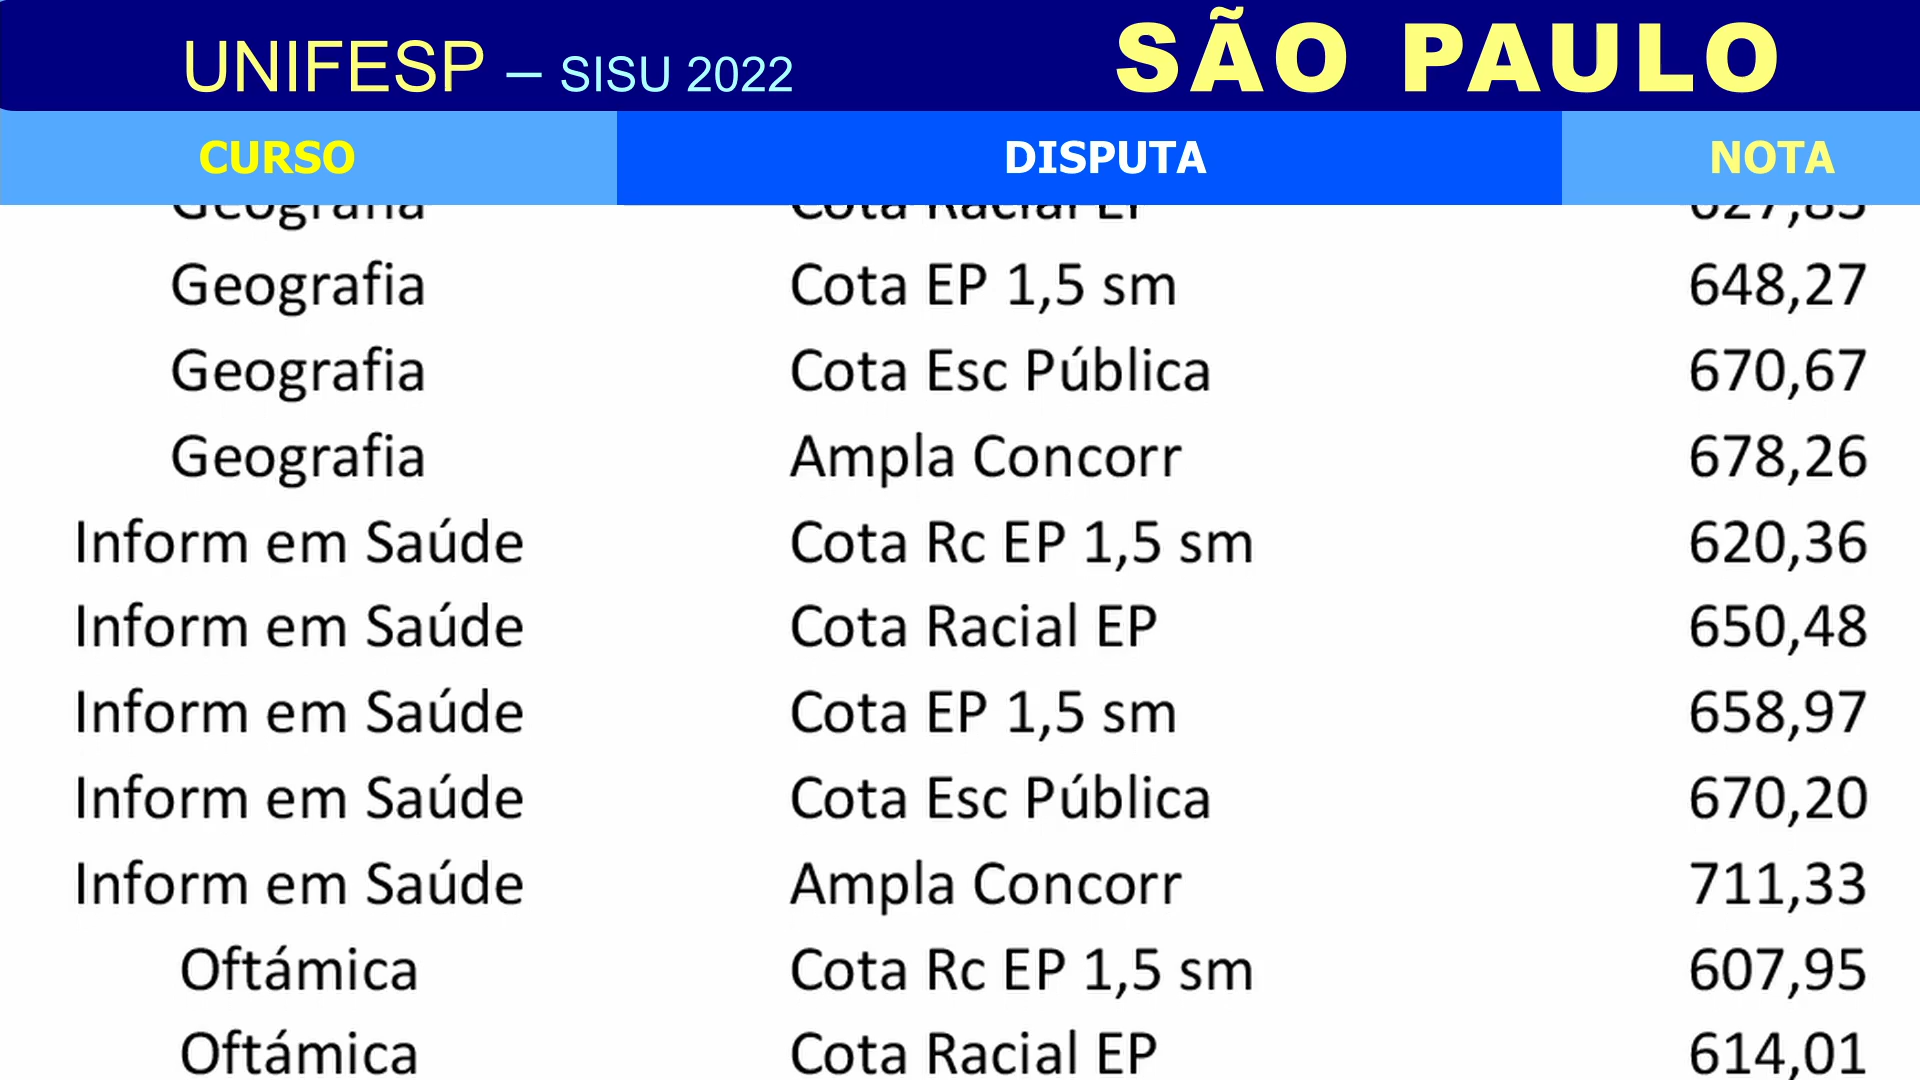 UNIFESP – SISU 2022 SÃO PAULO
CURSO DISPUTA NOTA
Geografia Cota Racial EP
Geografia Cota EP 1,5 sm 648,27
Geografia Cota Esc Pública 670,67
Geografia Ampla Concorr 678,26
Inform em Saúde Cota Rc EP 1,5 sm 620,36
Inform em Saúde Cota Racial EP 650,48
Inform em Saúde Cota EP 1,5 sm 658,97
Inform em Saúde Cota Esc Pública 670,20
Inform em Saúde Ampla Concorr 711,33
Oftámica Cota Rc EP 1,5 sm 607,95
Oftámica Cota Racial EP 614,01